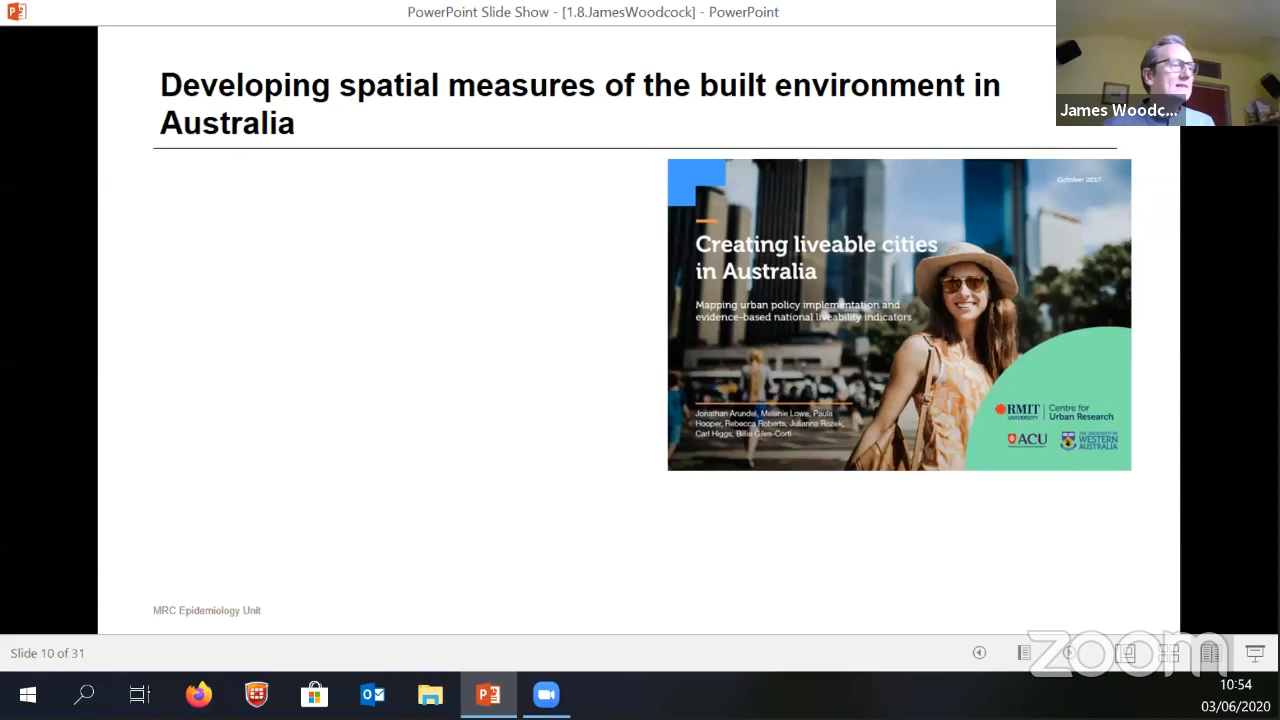 PowerPoint Slide Show - [1.8.JamesWoodcock] - PowerPoint
James Woodc...
Developing spatial measures of the built environment in
Australia
October 2017
Creating liveable cities
in Australia
Mapping urban policy implementation and
evidence-based national liveability indicators
Jonathan Arundel, Melanie Lowe, Paula
Hooper, Rebecca Roberts, Julianna Rozek,
Carl Higgs, Billie Giles-Corti
RMIT UNIVERSITY
Centre for
Urban Research
ACU
THE UNIVERSITY OF
WESTERN
AUSTRALIA
MRC Epidemiology Unit
Slide 10 of 31
zoom
10:54
03/06/2020